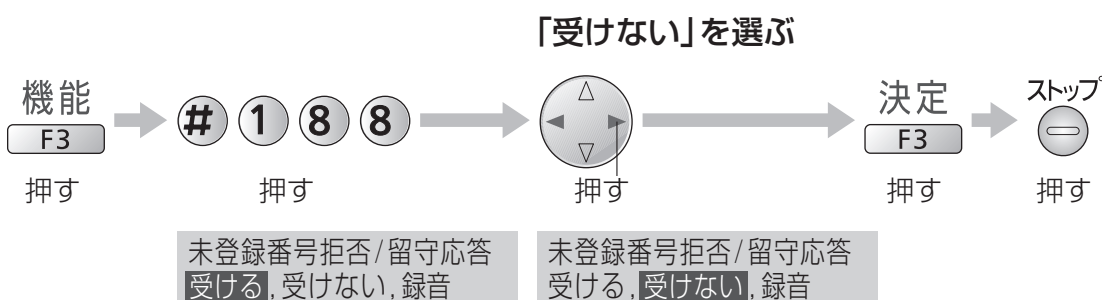 「受けない」を選ぶ
機能
F3
押す
#188
押す
押す
決定
F3
押す
ストップ
押す
未登録番号拒否/留守応答
受ける,受けない,録音
未登録番号拒否/留守応答
受ける,受けない,録音